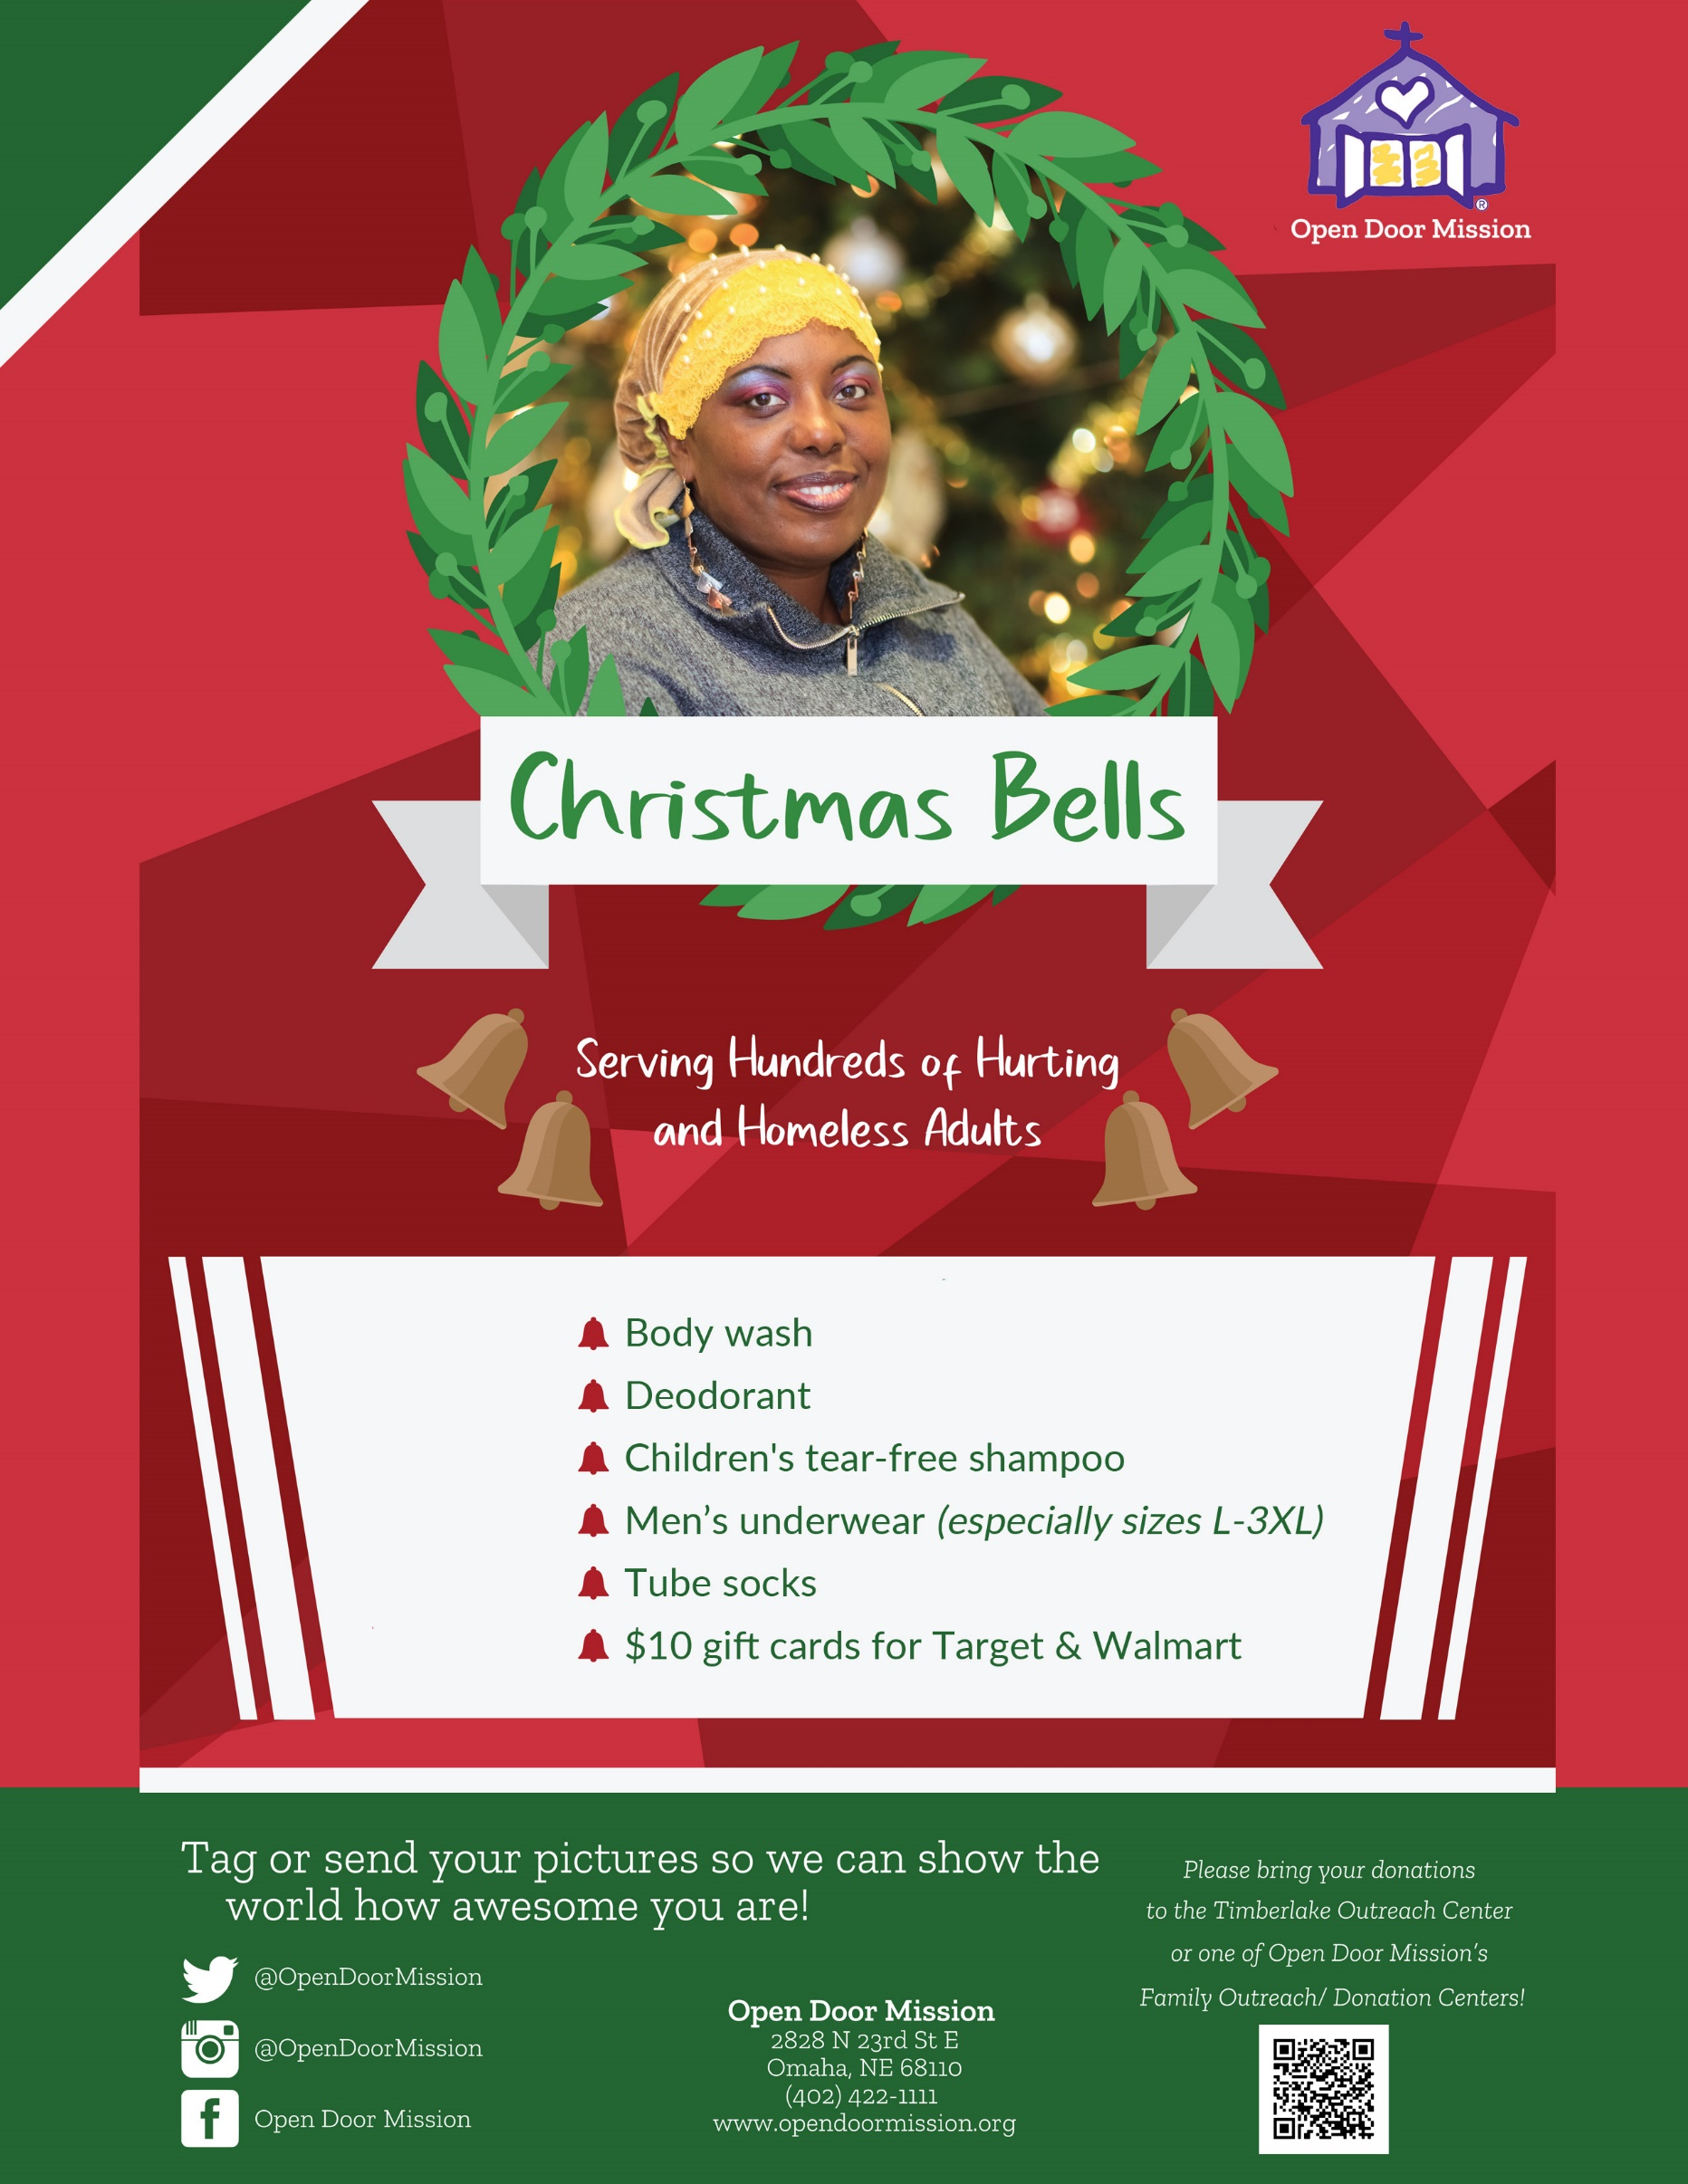 Open Door Mission
Christmas Bells
Serving Hundreds of Hurting
and Homeless Adults
Body wash
Deodorant
Children's tear-free shampoo
Men’s underwear (especially sizes L-3XL)
Tube socks
$10 gift cards for Target & Walmart
Tag or send your pictures so we can show the
world how awesome you are!
@OpenDoorMission
@OpenDoorMission
Open Door Mission
Open Door Mission
2828 N 23rd St E
Omaha, NE 68110
(402) 422-1111
www.opendoormission.org
Please bring your donations
to the Timberlake Outreach Center
or one of Open Door Mission’s
Family Outreach/ Donation Centers!